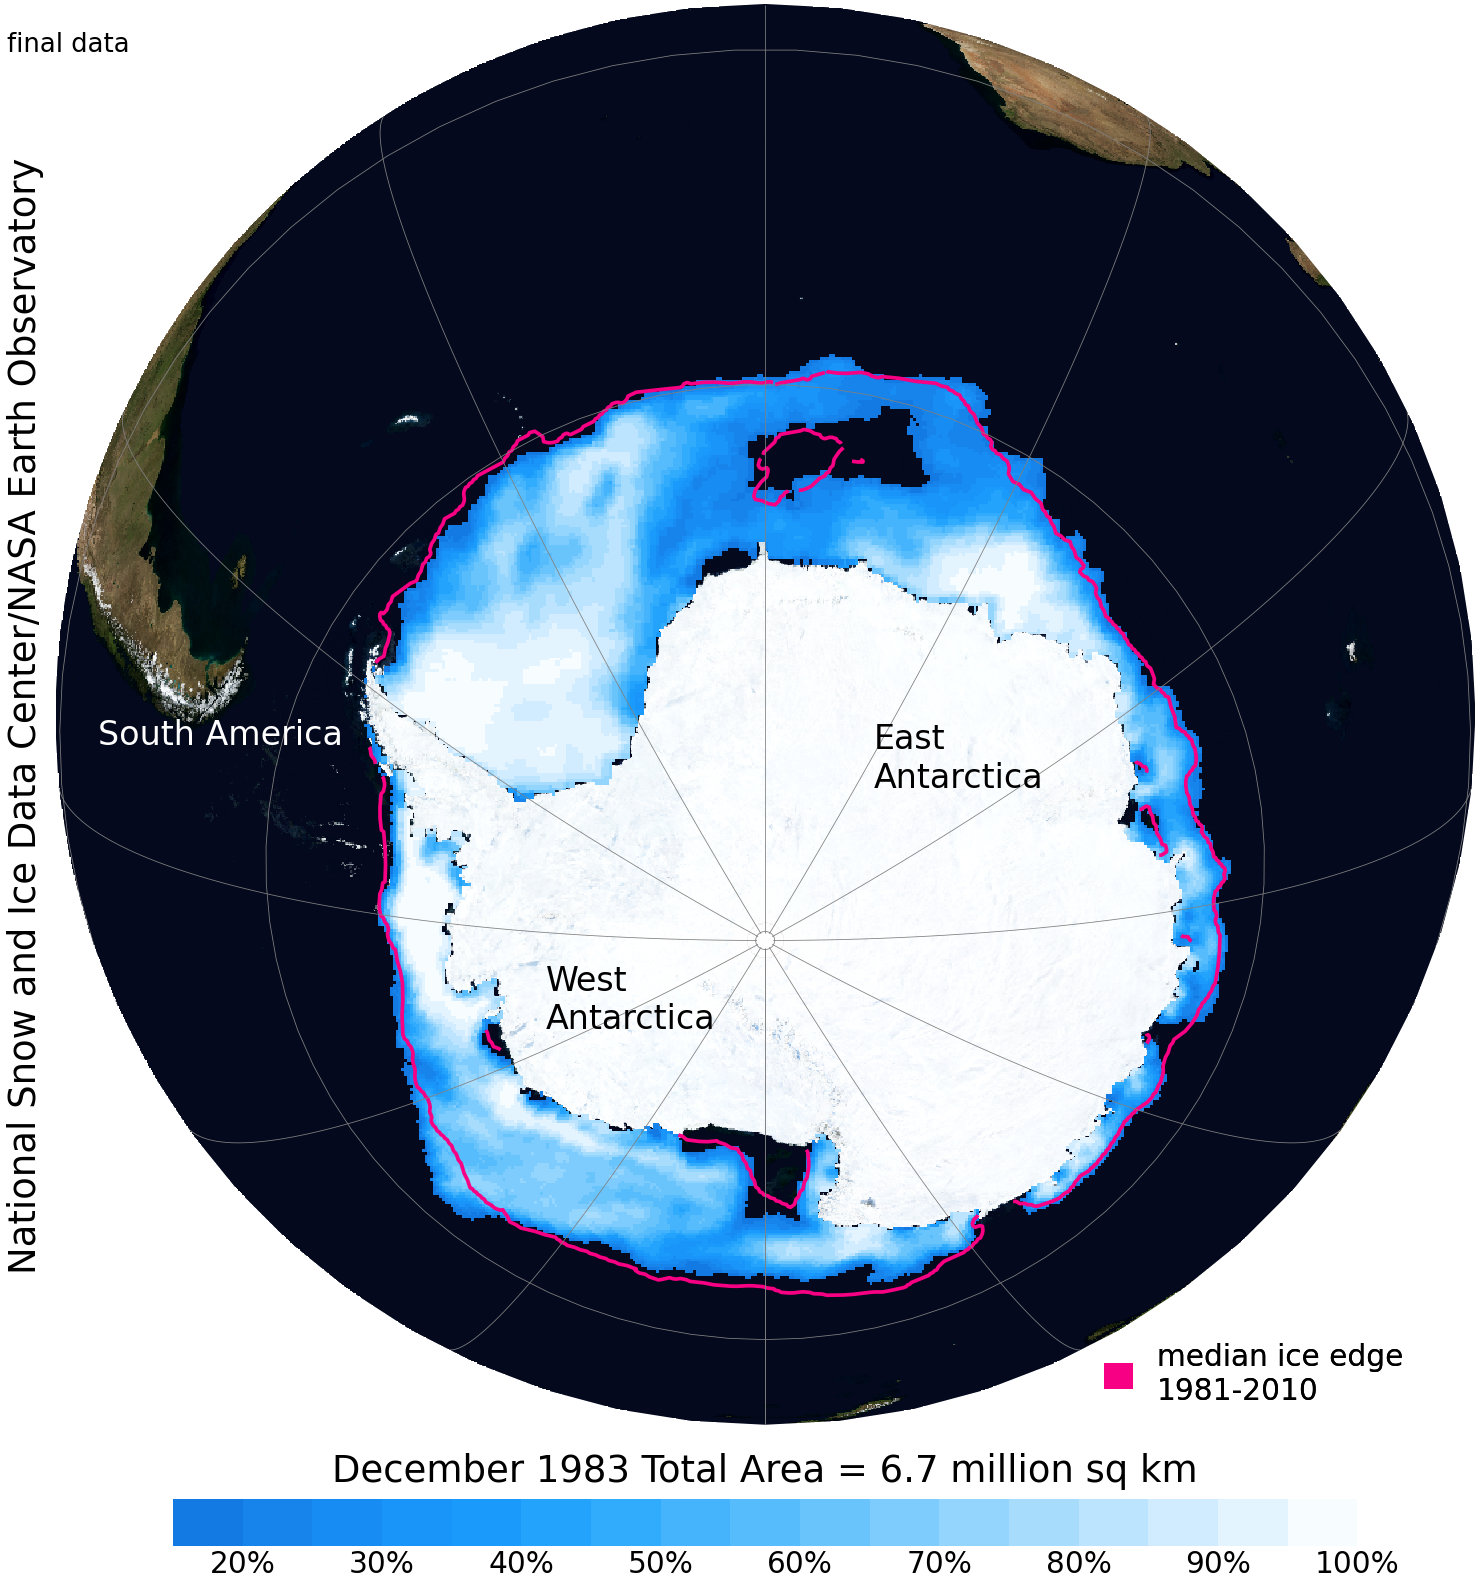 final data
National Snow and Ice Data Center/NASA Earth Observatory
South America
East
Antarctica
West
Antarctica
median ice edge
1981-2010
December 1983 Total Area = 6.7 million sq km
20% 30% 40% 50% 60% 70% 80% 90% 100%